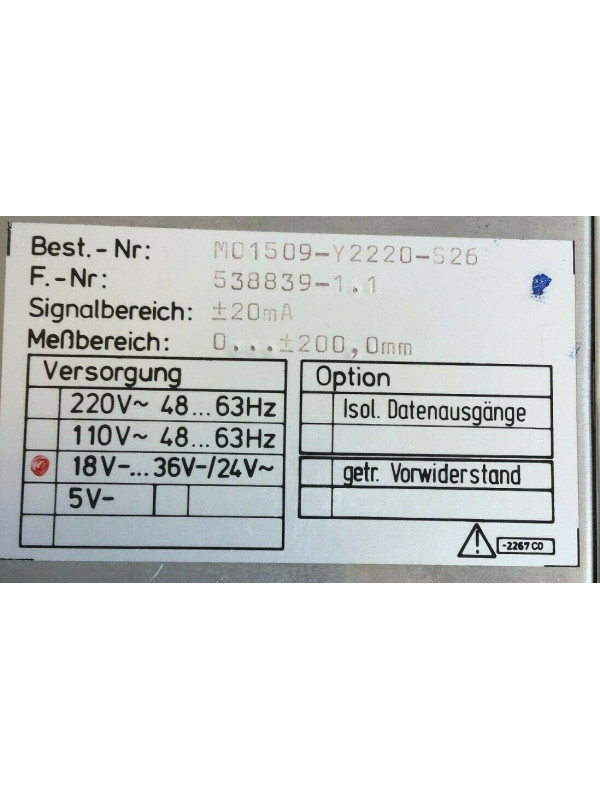 Best.-Nr: M01509-Y2220-S26
F.-Nr: 538839-1.1
Signalbereich: ±20mA
Meßbereich: 0...±200,0mm
Versorgung
220V~ 48...63Hz
110V~ 48...63Hz
18V-...36V-/24V~
5V-
Option
Isol. Datenausgänge
getr. Vorwiderstand
-2267 CO